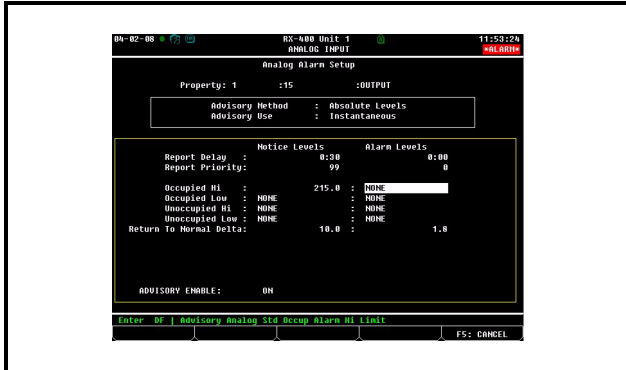 04-02-08 RX-400 Unit 1 11:53:24
ANALOG INPUT *ALARM*
Analog Alarm Setup
Property: 1 :15 :OUTPUT
Advisory Method : Absolute Levels
Advisory Use : Instantaneous
Notice Levels Alarm Levels
Report Delay : 0:30 0:00
Report Priority: 99 0
Occupied Hi : 215.0 : NONE
Occupied Low : NONE : NONE
Unoccupied Hi : NONE : NONE
Unoccupied Low : NONE : NONE
Return To Normal Delta: 10.0 : 1.8
ADVISORY ENABLE: ON
Enter DF | Advisory Analog Std Occup Alarm Hi Limit
F5: CANCEL